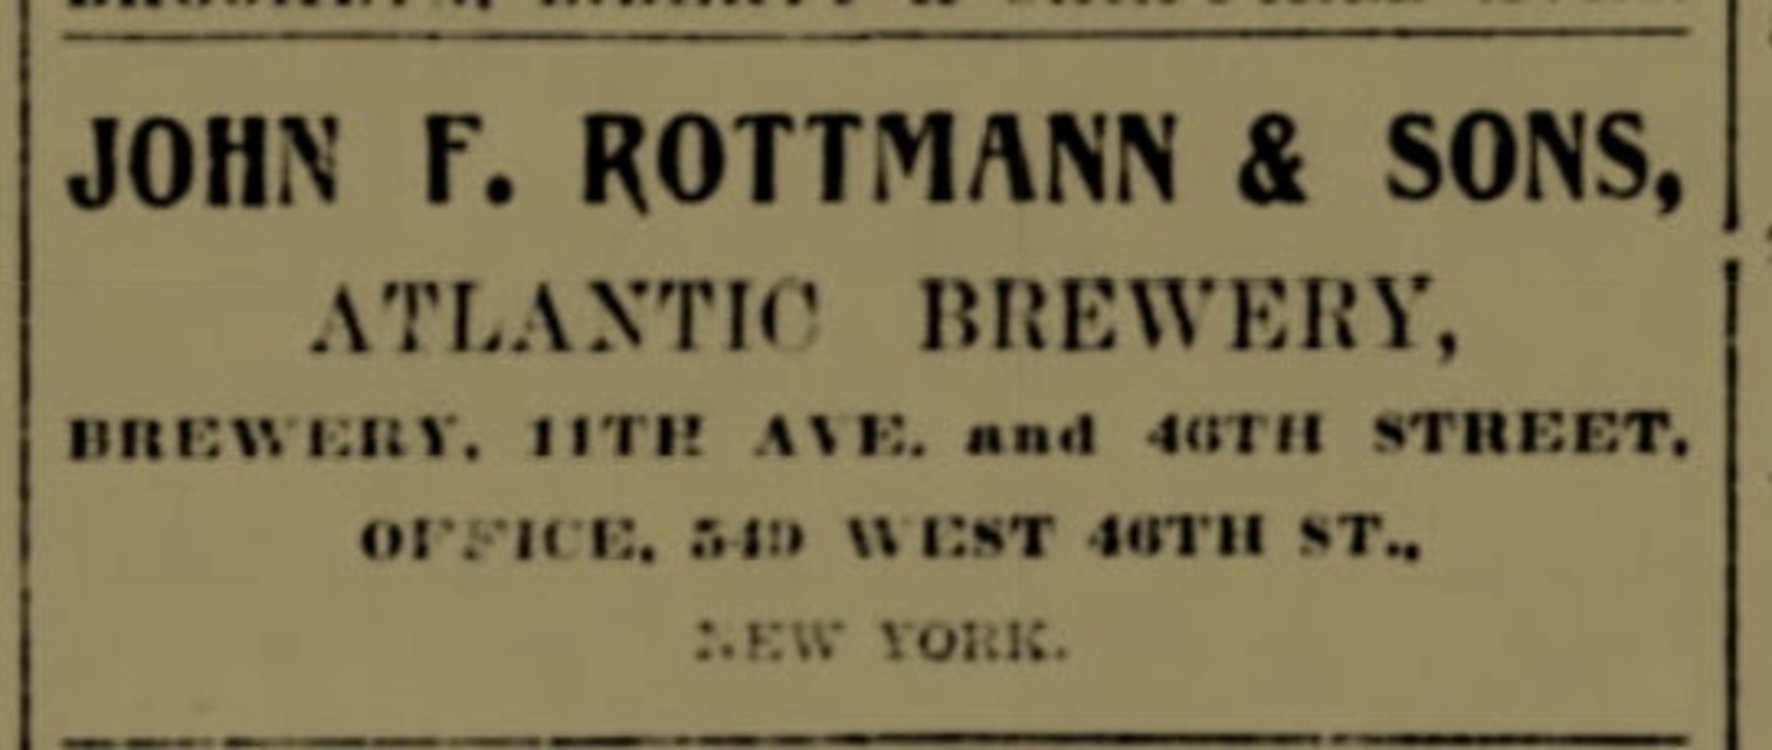 JOHN F. ROTTMANN & SONS,
ATLANTIC BREWERY,
BREWERY, 11TH AVE. and 46TH STREET.
OFFICE, 549 WEST 46TH ST.,
NEW YORK.